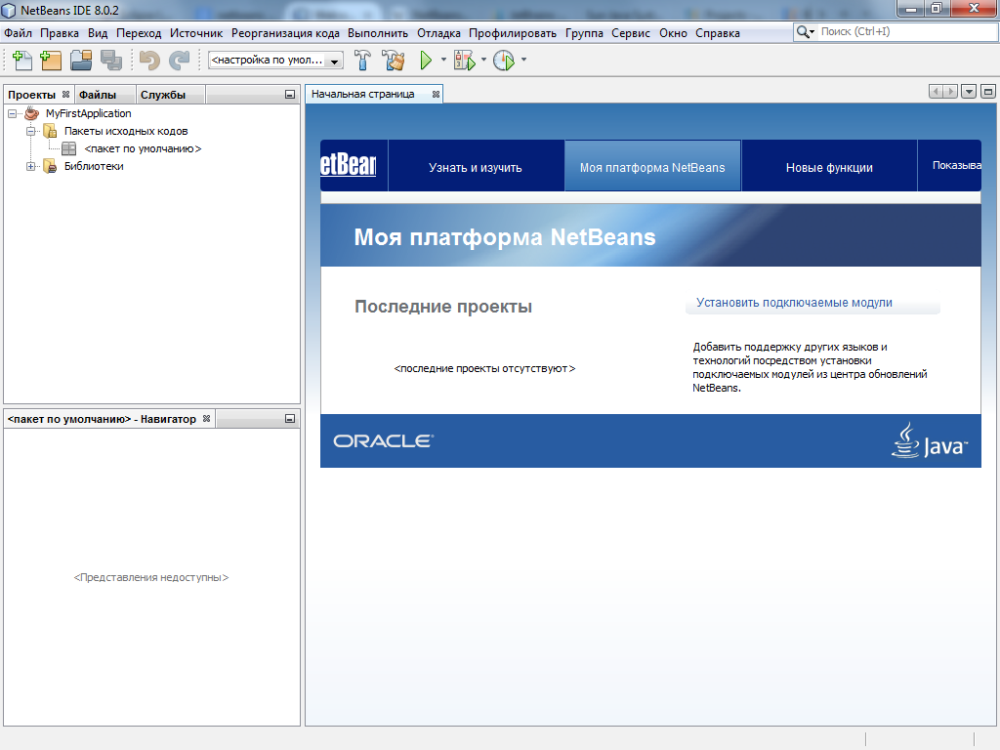 NetBeans IDE 8.0.2
Файл Правка Вид Переход Источник Реорганизация кода Выполнить Отладка Профилировать Группа Сервис Окно Справка
Поиск (Ctrl+I)
<настройка по умол...
Проекты Файлы Службы
Начальная страница
MyFirstApplication
Пакеты исходных кодов
<пакет по умолчанию>
Библиотеки
etBean
Узнать и изучить
Моя платформа NetBeans
Новые функции
Показыва
Моя платформа NetBeans
Последние проекты
<последние проекты отсутствуют>
Установить подключаемые модули
Добавить поддержку других языков и
технологий посредством установки
подключаемых модулей из центра обновлений
NetBeans.
ORACLE
Java
<пакет по умолчанию> - Навигатор
<Представления недоступны>